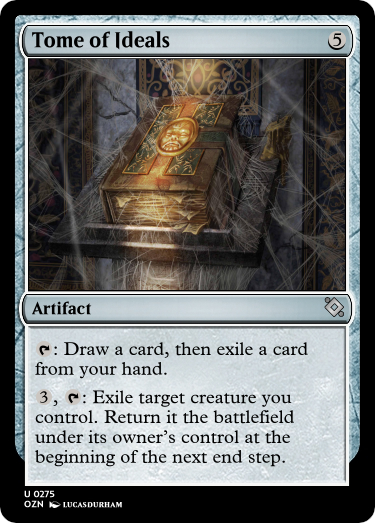 Tome of Ideals 5
Artifact
: Draw a card, then exile a card
from your hand.
3, : Exile target creature you
control. Return it the battlefield
under its owner's control at the
beginning of the next end step.
U 0275
OZN LUCASDURHAM